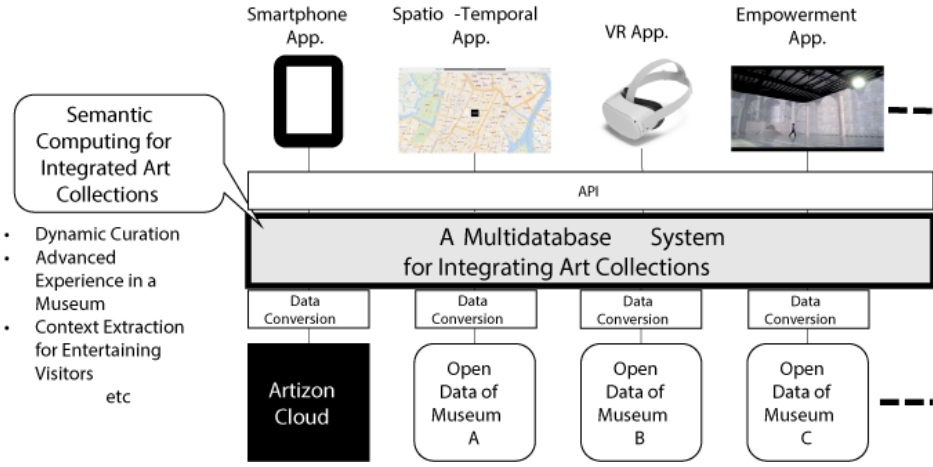 Smartphone
App.
Spatio -Temporal
App.
VR App.
Empowerment
App.
Semantic
Computing for
Integrated Art
Collections
• Dynamic Curation
• Advanced
Experience in a
Museum
• Context Extraction
for Entertaining
Visitors
etc
API
A Multidatabase System
for Integrating Art Collections
Data
Conversion
Data
Conversion
Data
Conversion
Data
Conversion
Artizon
Cloud
Open
Data of
Museum
A
Open
Data of
Museum
B
Open
Data of
Museum
C